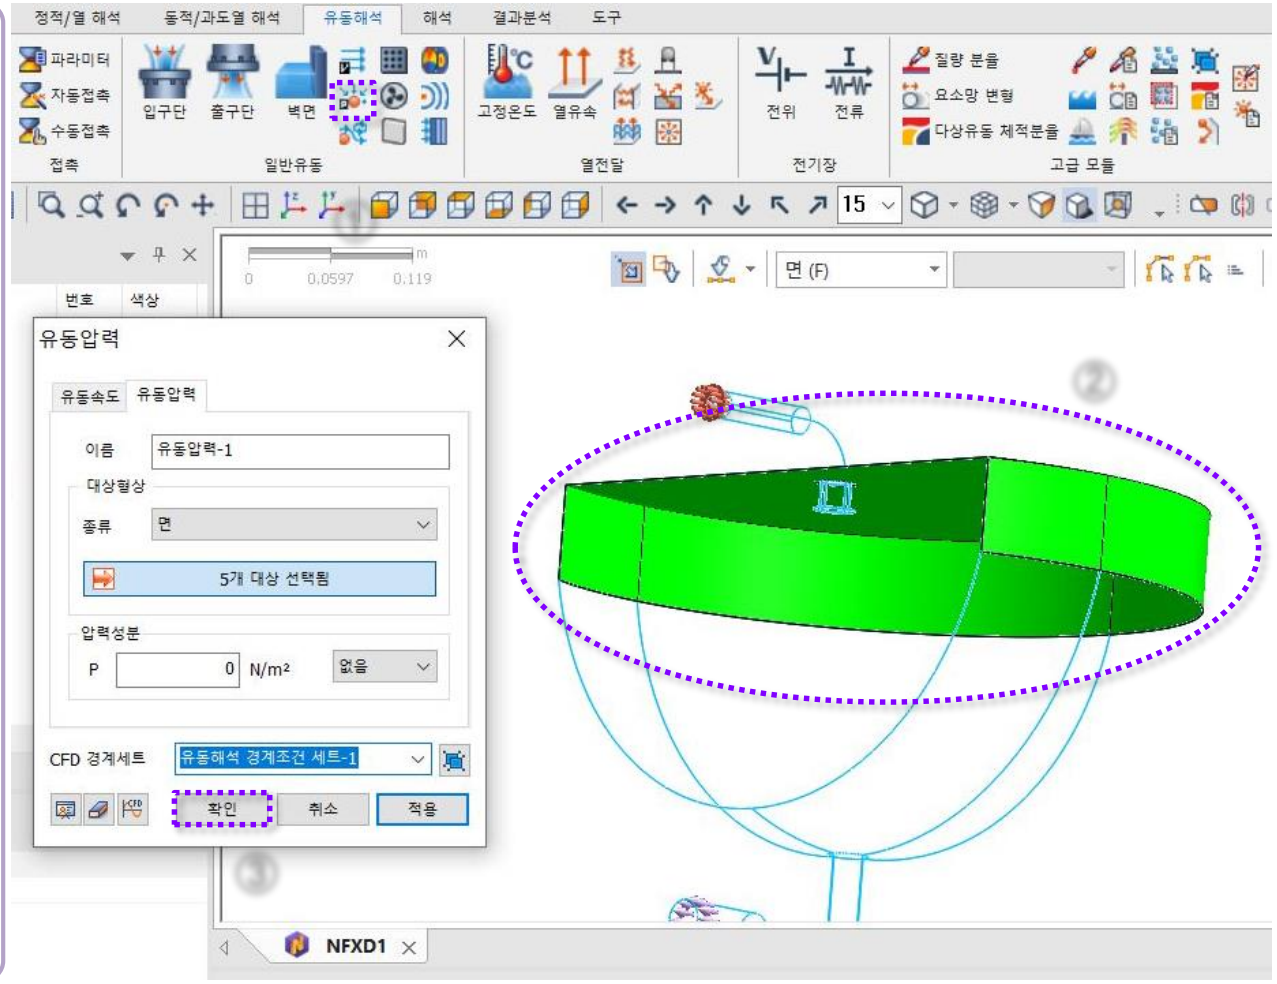 정적/열 해석 동적/과도열 해석 유동해석 해석 결과분석 도구
파라미터
자동접촉
수동접촉
접촉
입구단 출구단 벽면
일반유동
℃
고정온도 열유속
열전달
V I
전위 전류
전기장
질량 분율
요소망 변형
다상유동 체적분율
고급 모듈
15
①
m
0 0.0597 0.119
면 (F)
번호 색상
유동압력
유동속도 유동압력
이름 유동압력-1
대상형상
종류 면
5개 대상 선택됨
압력성분
P 0 N/m² 없음
CFD 경계세트 유동해석 경계조건 세트-1
CFD
확인 취소 적용
②
③
NFXD1